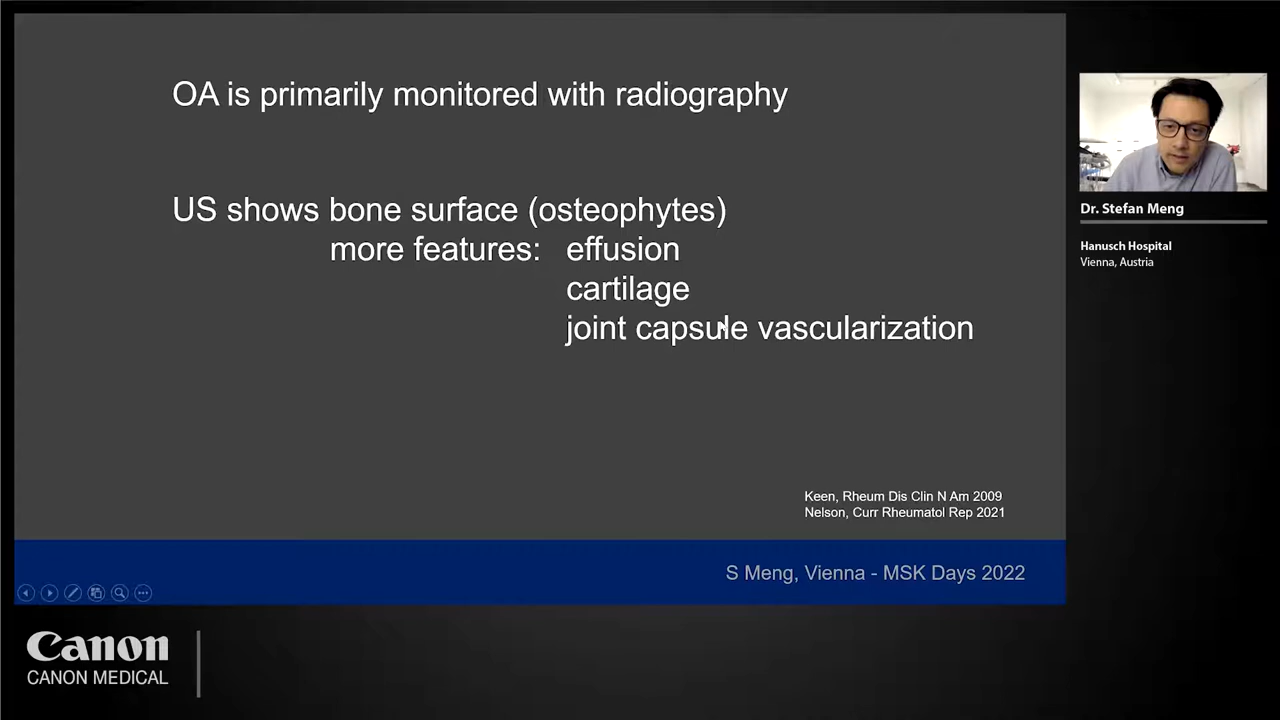 OA is primarily monitored with radiography
US shows bone surface (osteophytes)
more features: effusion
cartilage
joint capsule vascularization
Keen, Rheum Dis Clin N Am 2009
Nelson, Curr Rheumatol Rep 2021
S Meng, Vienna - MSK Days 2022
Dr. Stefan Meng
Hanusch Hospital
Vienna, Austria
Canon
CANON MEDICAL